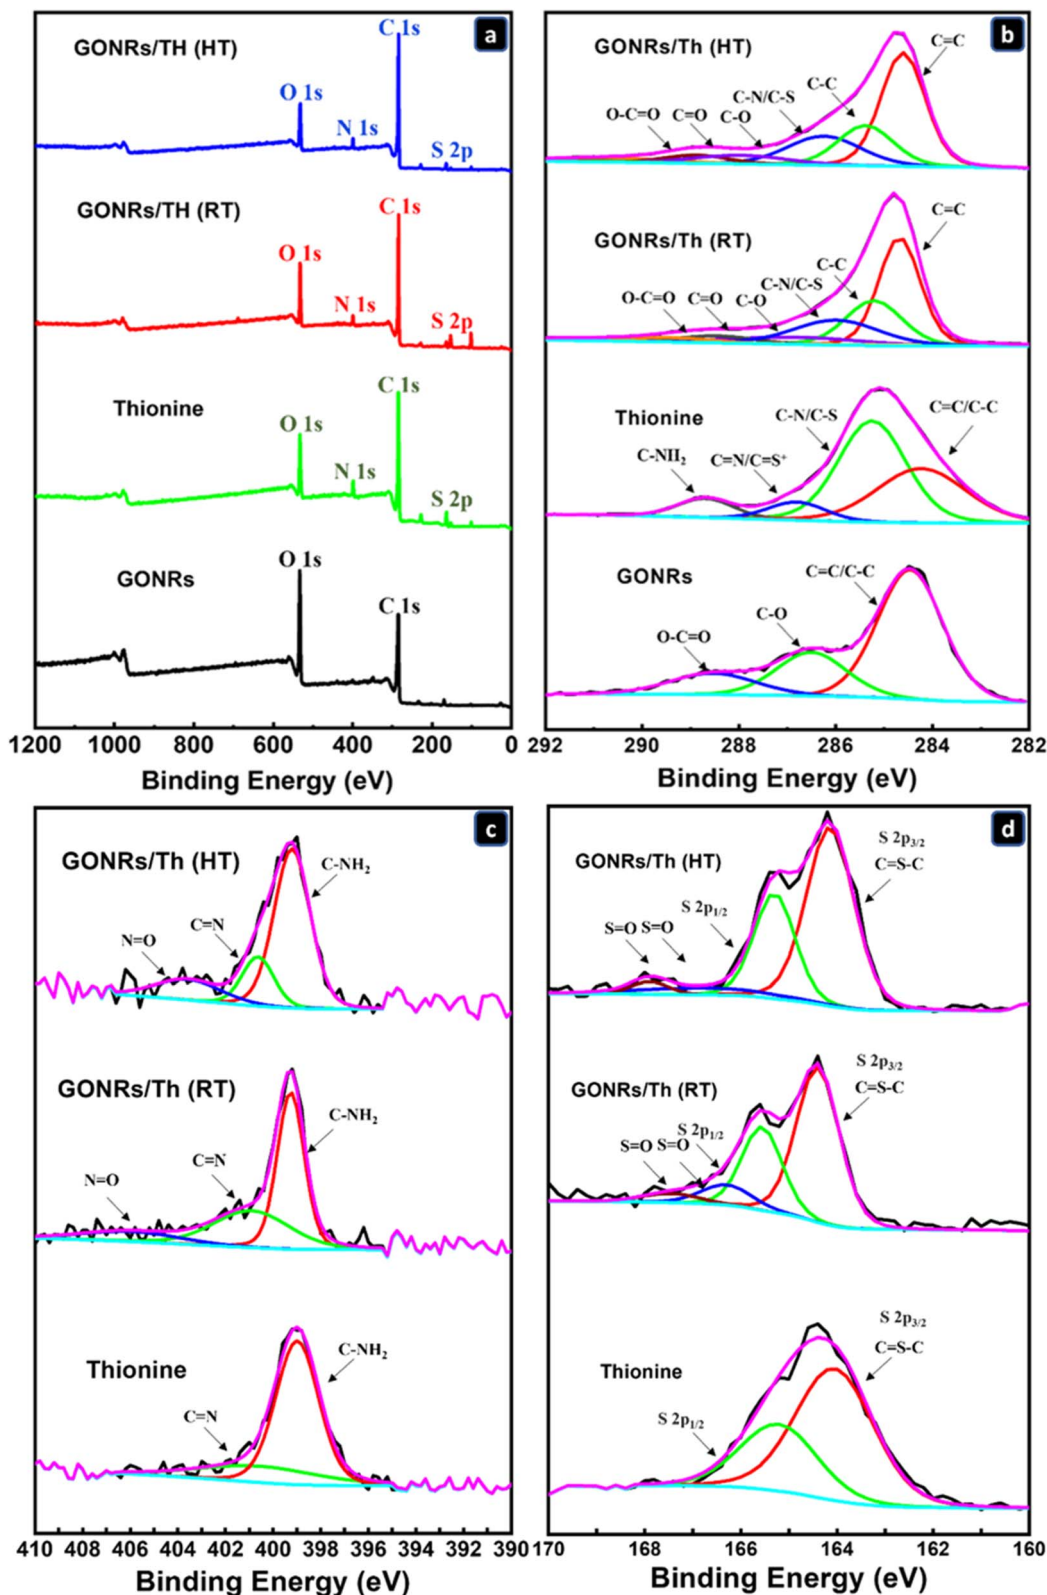 a
GONRs/TH (HT)
C 1s
O 1s
N 1s
S 2p
GONRs/TH (RT)
C 1s
O 1s
N 1s
S 2p
Thionine
C 1s
O 1s
N 1s
S 2p
GONRs
O 1s
C 1s
1200 1000 800 600 400 200 0
Binding Energy (eV)
b
GONRs/Th (HT)
C=C
C-C
C-N/C-S
C-O
C=O
O-C=O
GONRs/Th (RT)
C=C
C-C
C-N/C-S
C-O
C=O
O-C=O
Thionine
C=C/C-C
C-N/C-S
C=N/C=S⁺
C-NH₂
GONRs
C=C/C-C
C-O
O-C=O
292 290 288 286 284 282
Binding Energy (eV)
c
GONRs/Th (HT)
C-NH₂
C=N
N=O
GONRs/Th (RT)
C-NH₂
C=N
N=O
Thionine
C-NH₂
C=N
410 408 406 404 402 400 398 396 394 392 390
Binding Energy (eV)
d
GONRs/Th (HT)
S 2p₃/₂
C=S-C
S 2p₁/₂
S=O S=O
GONRs/Th (RT)
S 2p₃/₂
C=S-C
S 2p₁/₂
S=O S=O
Thionine
S 2p₃/₂
C=S-C
S 2p₁/₂
170 168 166 164 162 160
Binding Energy (eV)